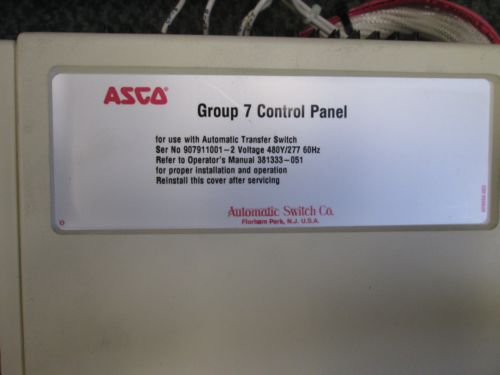 ASCO®
Group 7 Control Panel
for use with Automatic Transfer Switch
Ser No 907911001-2 Voltage 480Y/277 60Hz
Refer to Operator's Manual 381333-051
for proper installation and operation
Reinstall this cover after servicing
Automatic Switch Co.
Florham Park, N.J. U.S.A.